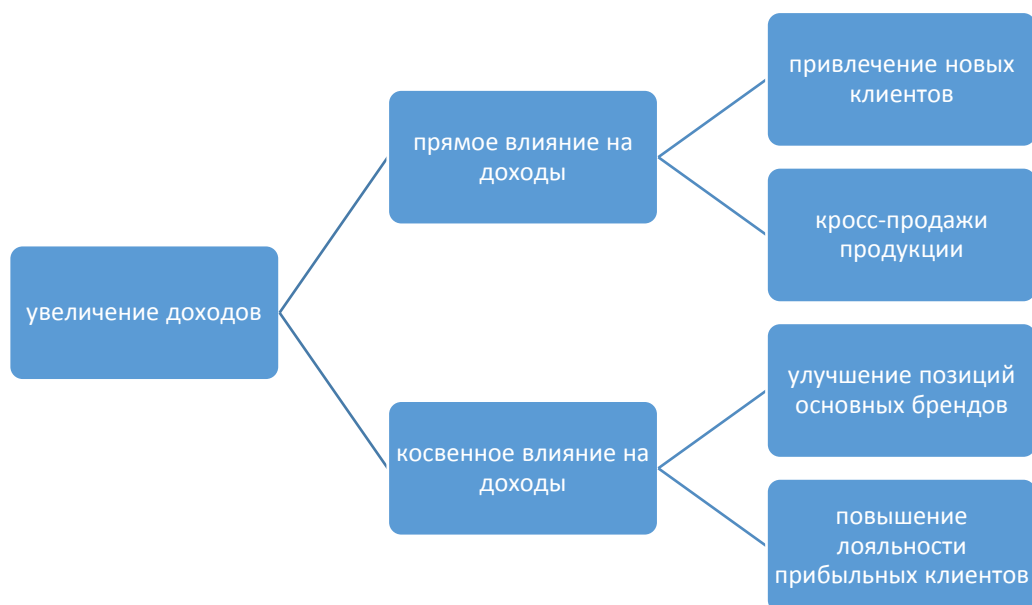 привлечение новых
клиентов
прямое влияние на
доходы
кросс-продажи
продукции
увеличение доходов
улучшение позиций
основных брендов
косвенное влияние на
доходы
повышение
лояльности
прибыльных клиентов